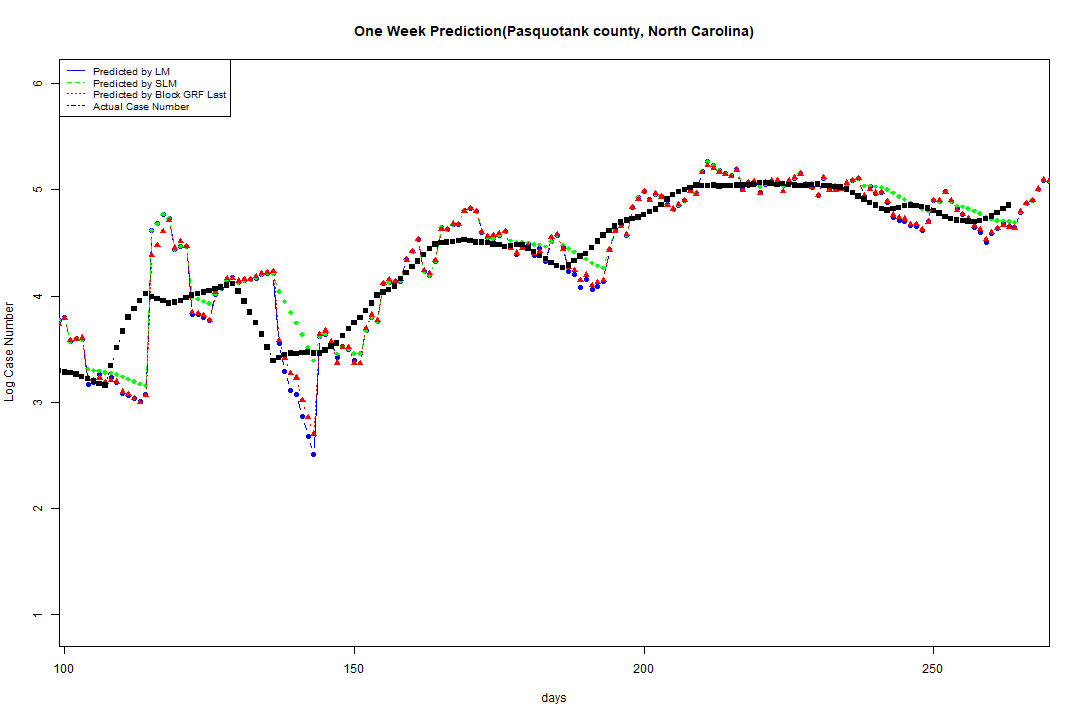 One Week Prediction(Pasquotank county, North Carolina)
Predicted by LM
Predicted by SLM
Predicted by Block GRF Last
Actual Case Number
6
5
4
3
2
1
Log Case Number
100 150 200 250
days